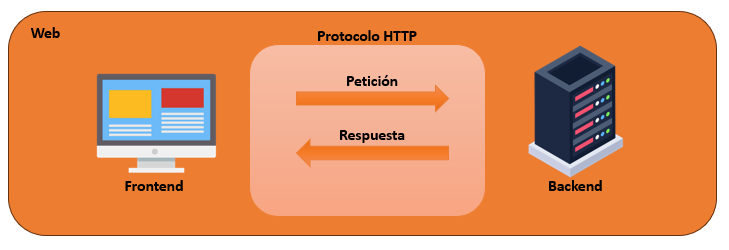 Web
Protocolo HTTP
Petición
Respuesta
Frontend
Backend